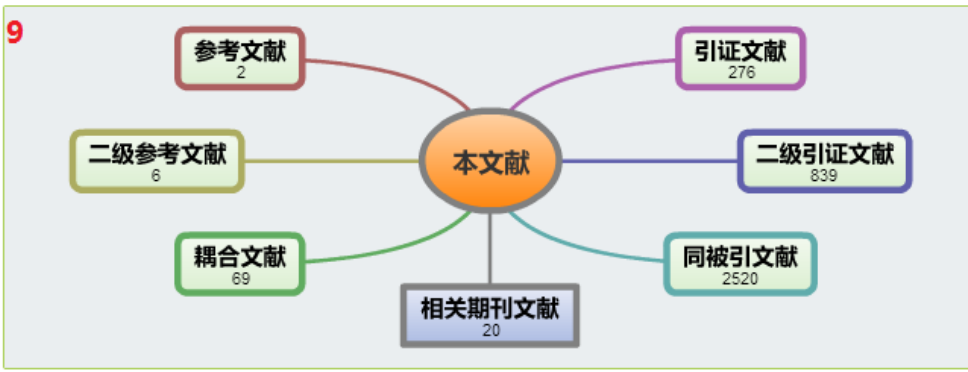 9
参考文献
2
引证文献
276
二级参考文献
6
本文献
二级引证文献
839
耦合文献
69
同被引文献
2520
相关期刊文献
20